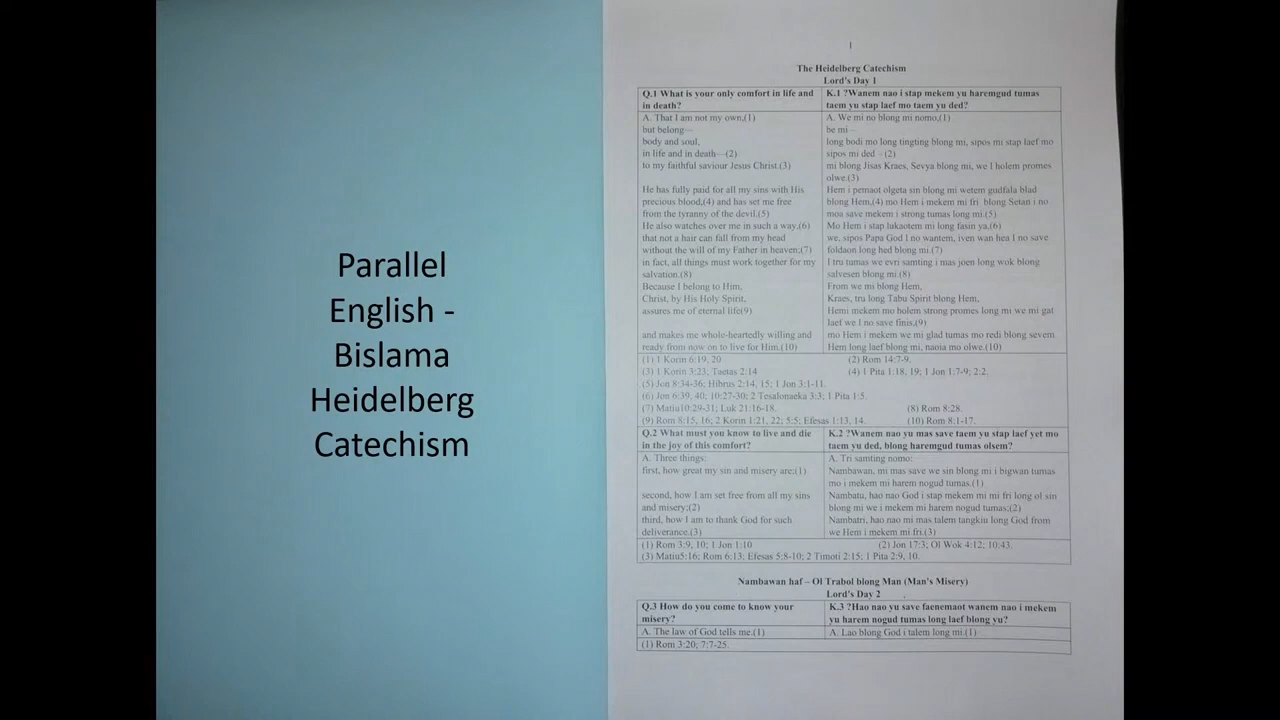 Parallel
English -
Bislama
Heidelberg
Catechism
1
The Heidelberg Catechism
Lord's Day 1
Q.1 What is your only comfort in life and
in death?
K.1 ?Wanem nao i stap mekem yu haremgud tumas
taem yu stap laef mo taem yu ded?
A. That I am not my own,(1)
but belong—
body and soul,
in life and in death—(2)
to my faithful saviour Jesus Christ.(3)
He has fully paid for all my sins with His
precious blood,(4) and has set me free
from the tyranny of the devil.(5)
He also watches over me in such a way,(6)
that not a hair can fall from my head
without the will of my Father in heaven;(7)
in fact, all things must work together for my
salvation.(8)
Because I belong to Him,
Christ, by His Holy Spirit,
assures me of eternal life(9)
and makes me whole-heartedly willing and
ready from now on to live for Him.(10)
A. We mi no blong mi nomo,(1)
be mi—
long bodi mo long tingting blong mi, sipos mi stap laef mo
sipos mi ded —(2)
mi blong Jisas Kraes, Sevya blong mi, we I holem promes
olwe.(3)
Hem i pemaot olgeta sin blong mi wetem gudfala blad
blong Hem,(4) mo Hem i mekem mi fri blong Setan i no
moa save mekem i strong tumas long mi.(5)
Mo Hem i stap lukaotem mi long fasin ya,(6)
we, sipos Papa God I no wantem, iven wan hea I no save
foldaon long hed blong mi.(7)
I tru tumas we evri samting i mas joen long wok blong
salvesen blong mi.(8)
From we mi blong Hem,
Kraes, tru long Tabu Spirit blong Hem,
Hemi mekem mo holem strong promes long mi we mi gat
laef we I no save finis,(9)
mo Hem i mekem we mi glad tumas mo redi blong sevem
Hem long laef blong mi, naoia mo olwe.(10)
(1) 1 Korin 6:19, 20 (2) Rom 14:7-9.
(3) 1 Korin 3:23; Taetas 2:14 (4) 1 Pita 1:18, 19; 1 Jon 1:7-9; 2:2.
(5) Jon 8:34-36; Hibrus 2:14, 15; 1 Jon 3:1-11.
(6) Jon 6:39, 40; 10:27-30; 2 Tesalonaeka 3:3; 1 Pita 1:5.
(7) Matiu10:29-31; Luk 21:16-18. (8) Rom 8:28.
(9) Rom 8:15, 16; 2 Korin 1:21, 22; 5:5; Efesas 1:13, 14. (10) Rom 8:1-17.
Q.2 What must you know to live and die
in the joy of this comfort?
K.2 ?Wanem nao yu mas save taem yu stap laef yet mo
taem yu ded, blong haremgud tumas olsem?
A. Three things:
first, how great my sin and misery are;(1)
second, how I am set free from all my sins
and misery;(2)
third, how I am to thank God for such
deliverance.(3)
A. Tri samting nomo:
Nambawan, mi mas save we sin blong mi i bigwan tumas
mo i mekem mi harem nogud tumas.(1)
Nambatu, hao nao God i stap mekem mi mi fri long ol sin
blong mi we i mekem mi harem nogud tumas;(2)
Nambatri, hao nao mi mas talem tangkiu long God from
we Hem i mekem mi fri.(3)
(1) Rom 3:9, 10; 1 Jon 1:10 (2) Jon 17:3; Ol Wok 4:12; 10:43.
(3) Matiu5:16; Rom 6:13; Efesas 5:8-10; 2 Timoti 2:15; 1 Pita 2:9, 10.
Nambawan haf – Ol Trabol blong Man (Man's Misery)
Lord's Day 2
Q.3 How do you come to know your
misery?
K.3 ?Hao nao yu save faenemaot wanem nao i mekem
yu harem nogud tumas long laef blong yu?
A. The law of God tells me.(1)
A. Lao blong God i talem long mi.(1)
(1) Rom 3:20; 7:7-25.